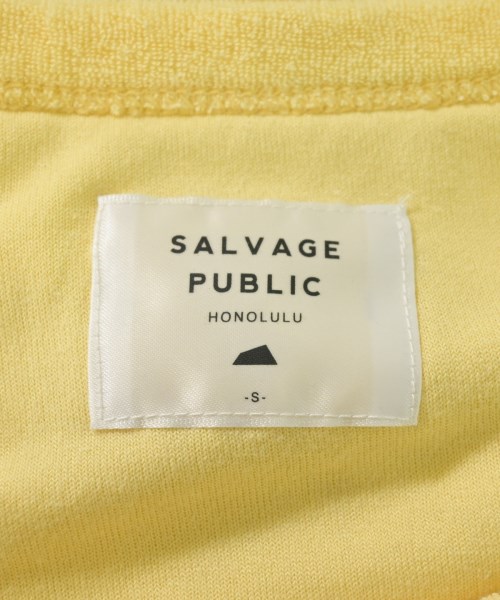 SALVAGE
PUBLIC
HONOLULU
-S-